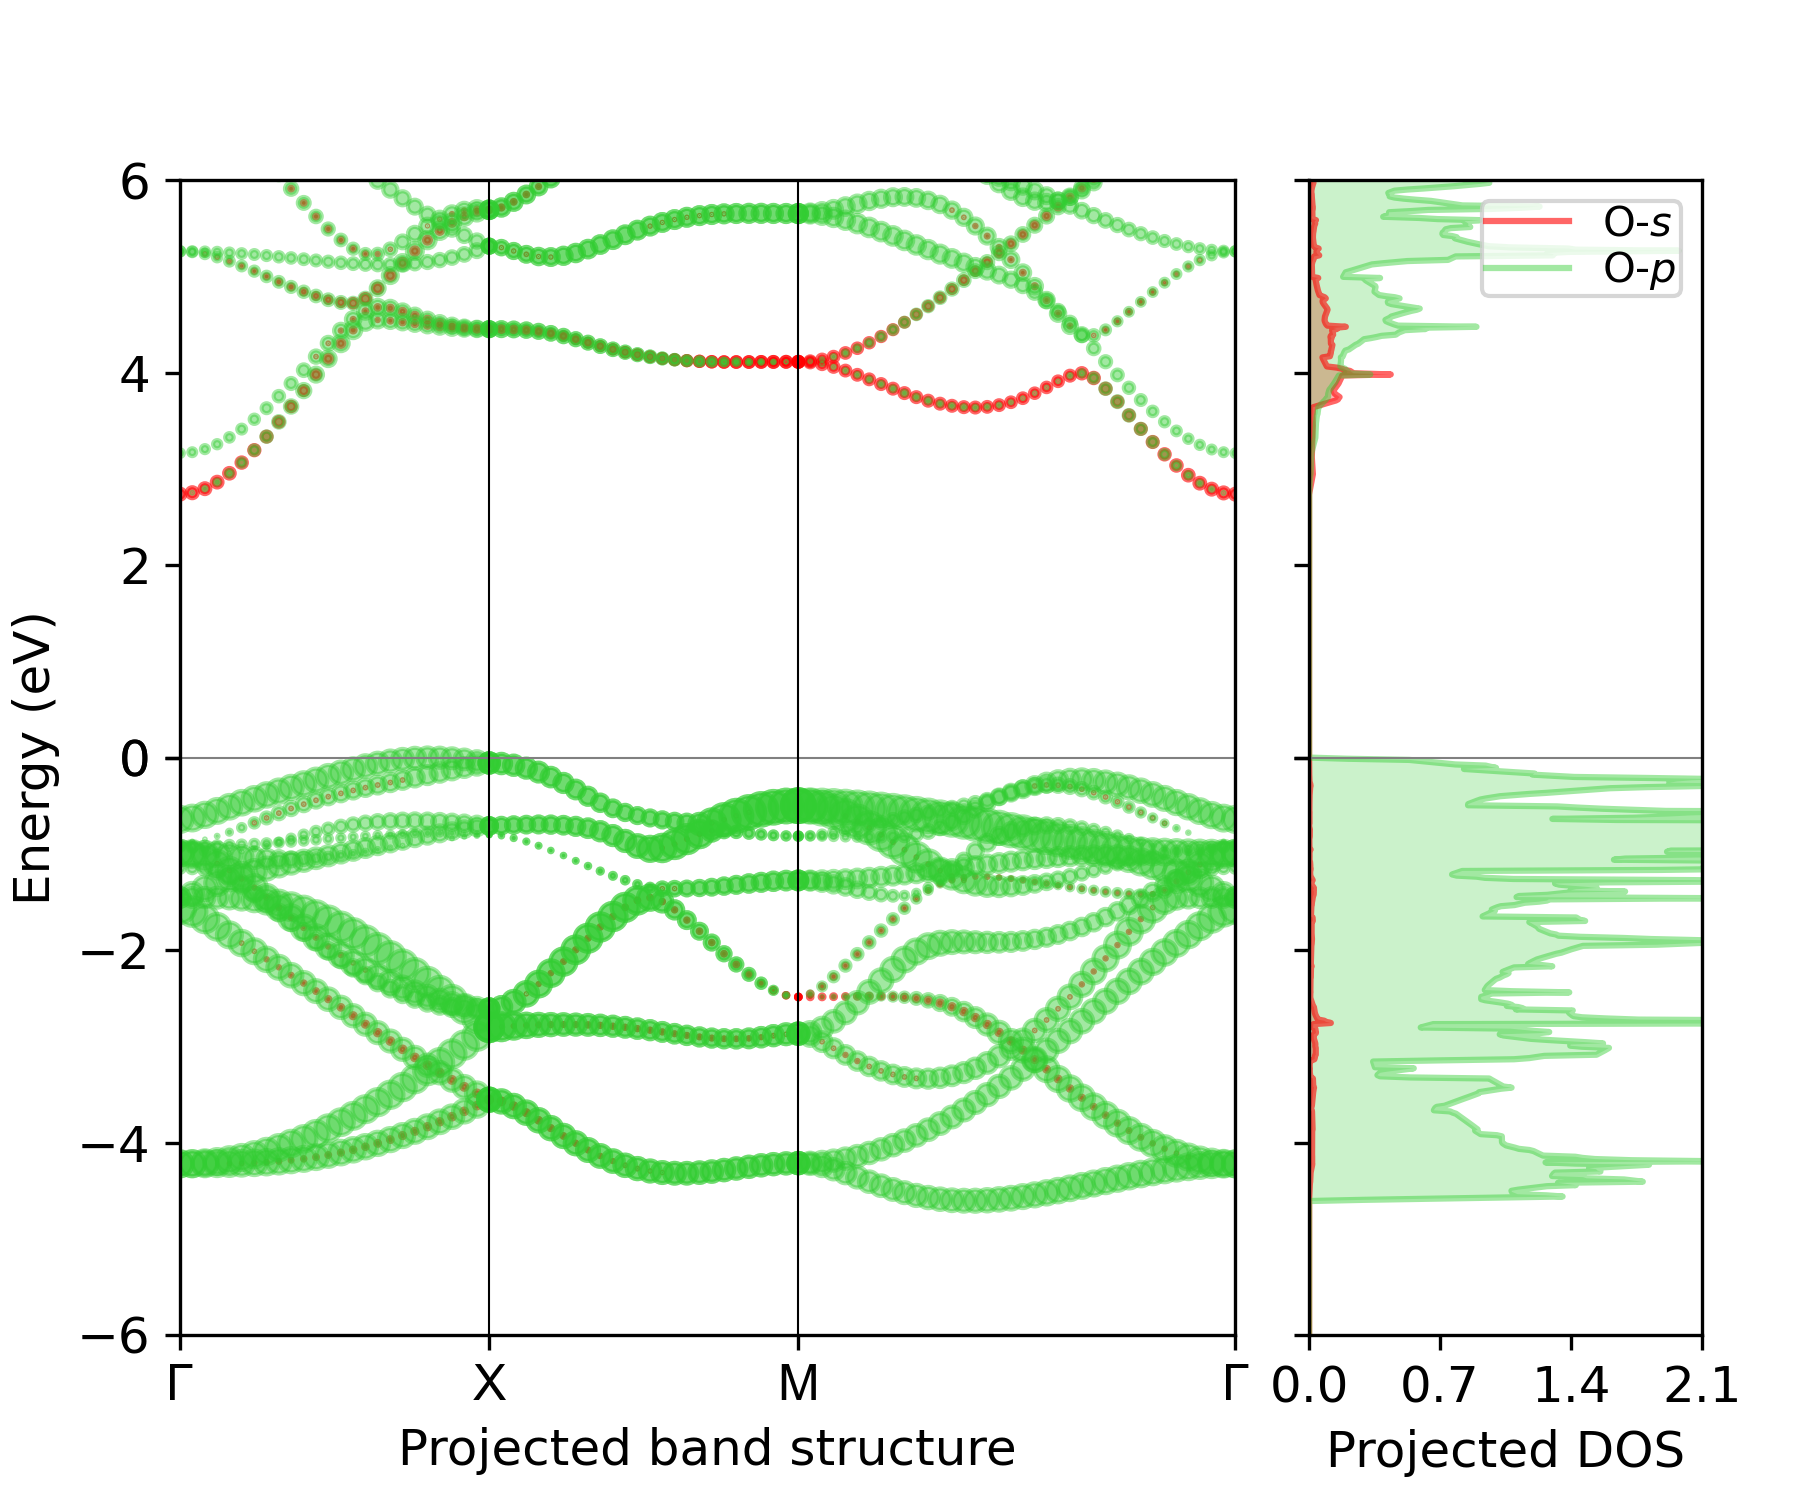 6
4
2
0
−2
−4
−6
Energy (eV)
Γ X M Γ
Projected band structure
O-s
O-p
0.0 0.7 1.4 2.1
Projected DOS